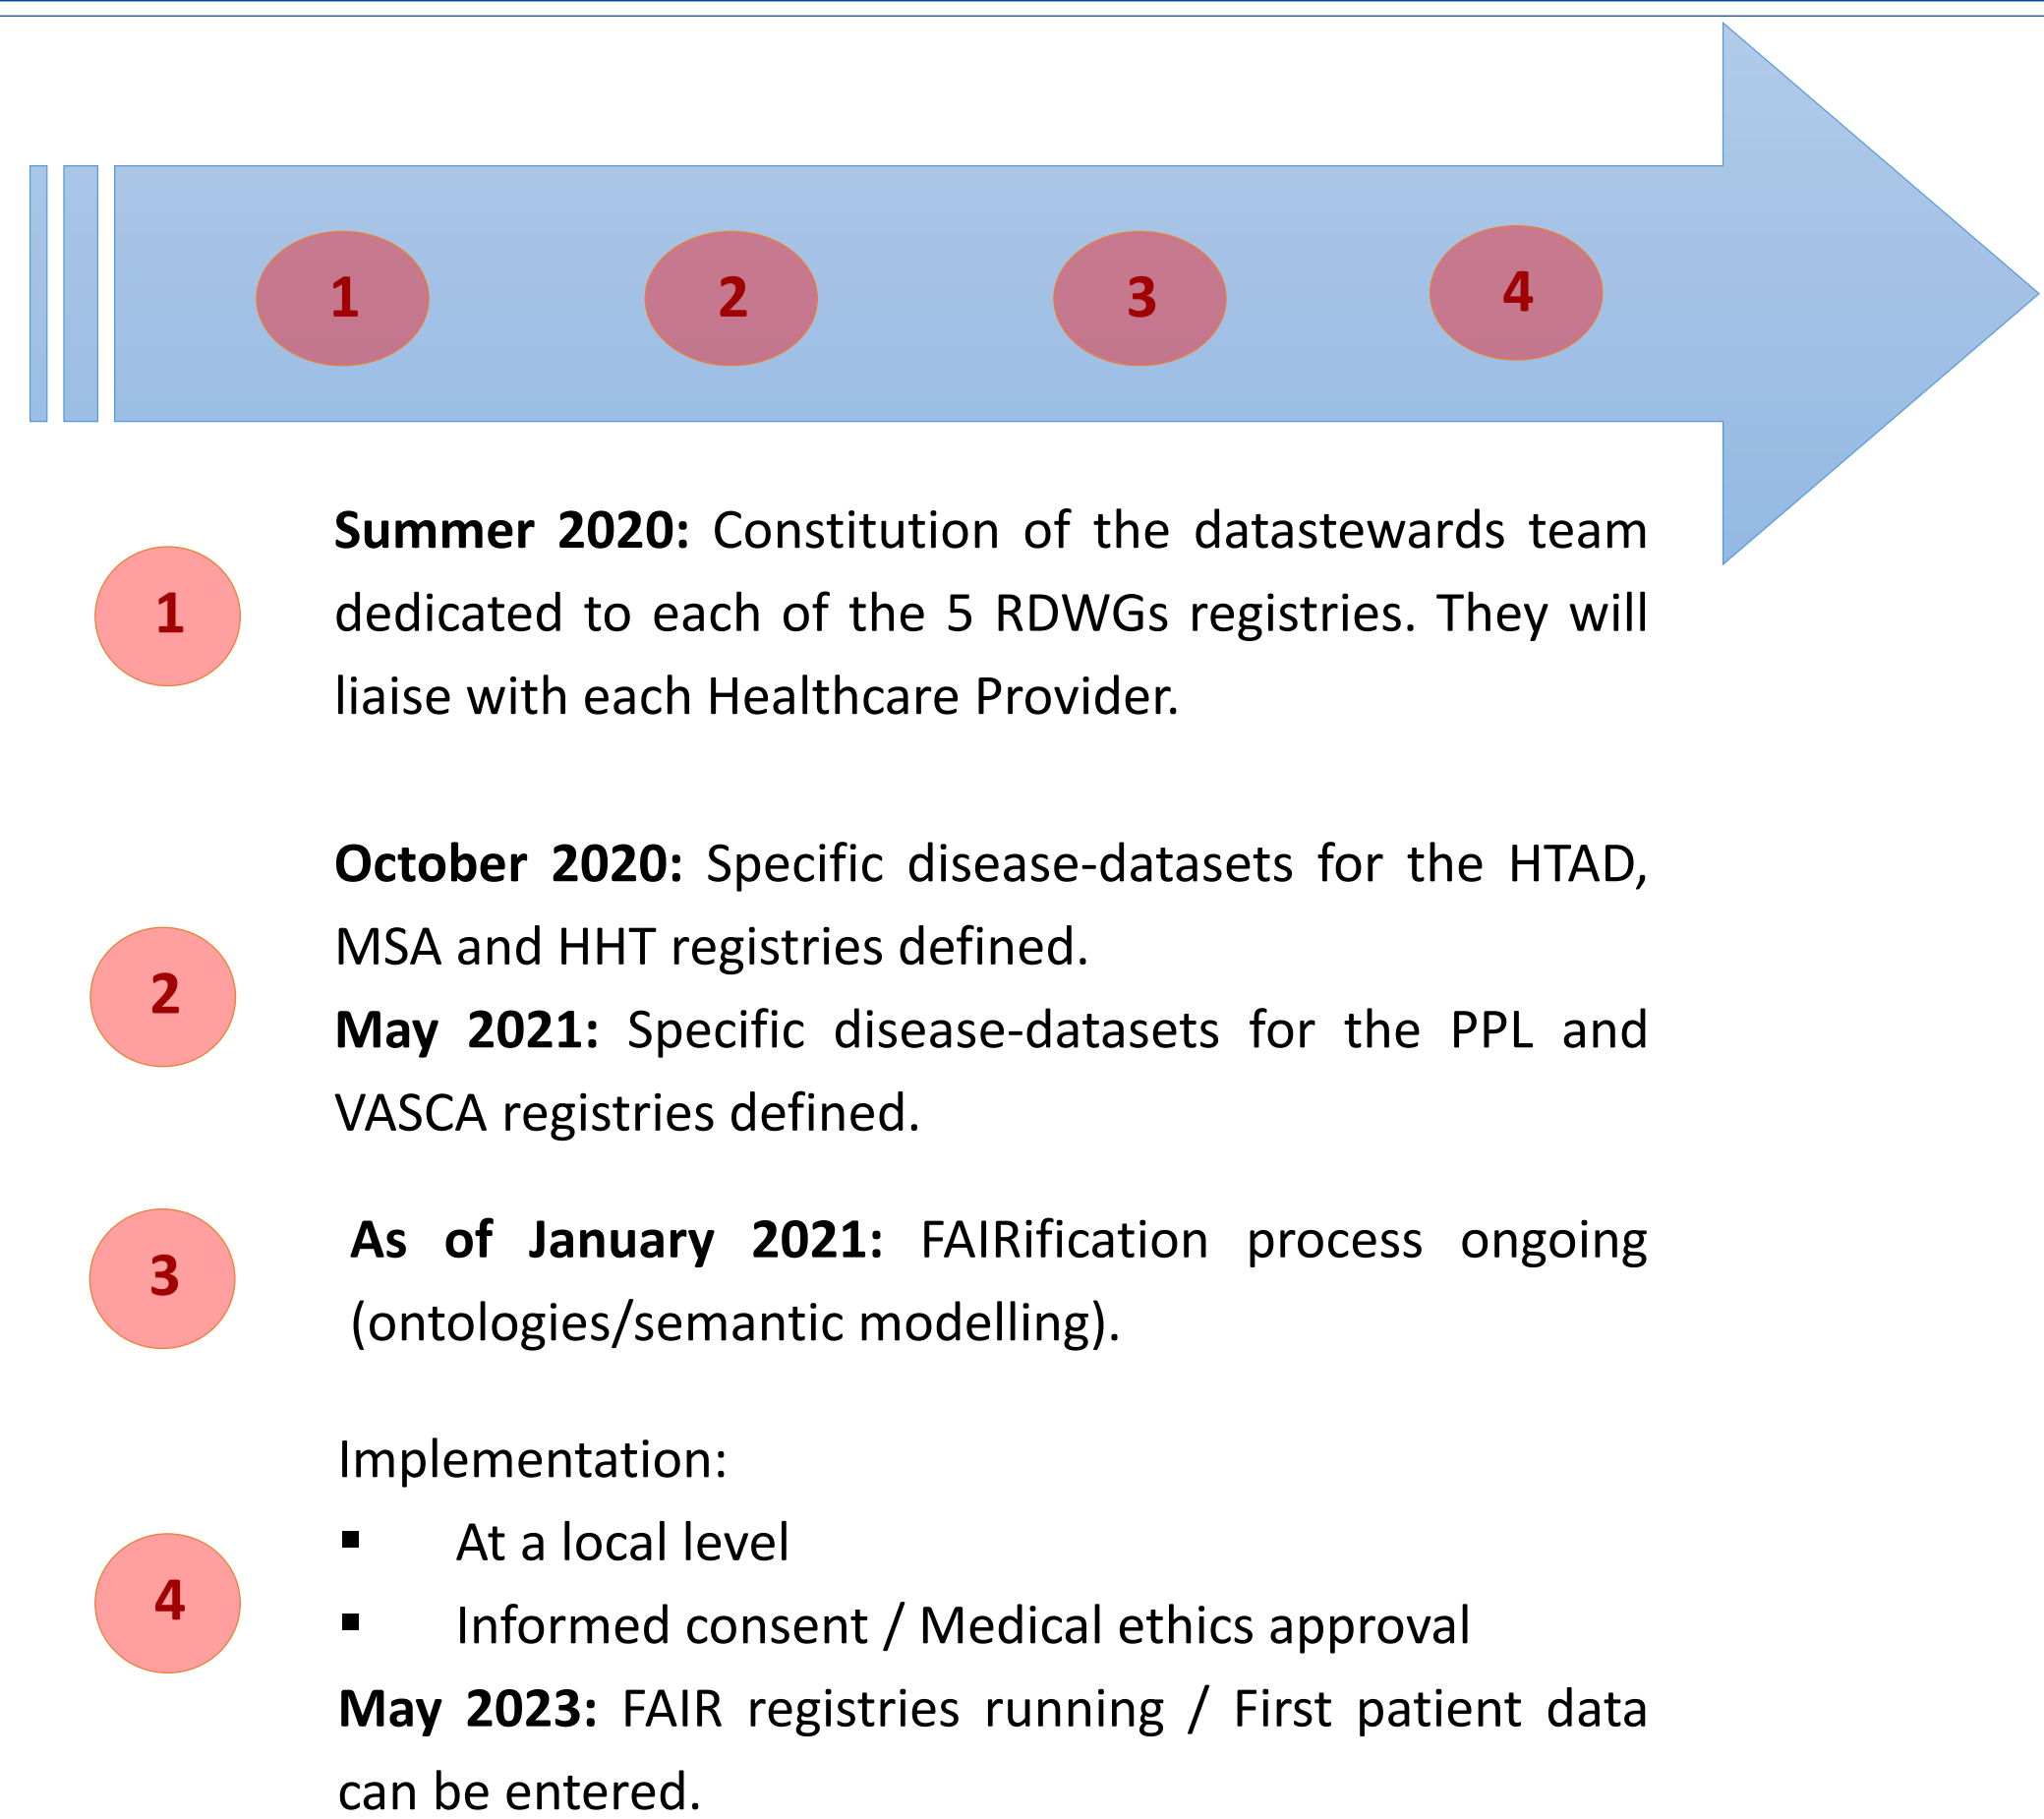 1 2 3 4
1
Summer 2020: Constitution of the datastewards team
dedicated to each of the 5 RDWGs registries. They will
liaise with each Healthcare Provider.
2
October 2020: Specific disease-datasets for the HTAD,
MSA and HHT registries defined.
May 2021: Specific disease-datasets for the PPL and
VASCA registries defined.
3
As of January 2021: FAIRification process ongoing
(ontologies/semantic modelling).
4
Implementation:
▪ At a local level
▪ Informed consent / Medical ethics approval
May 2023: FAIR registries running / First patient data
can be entered.